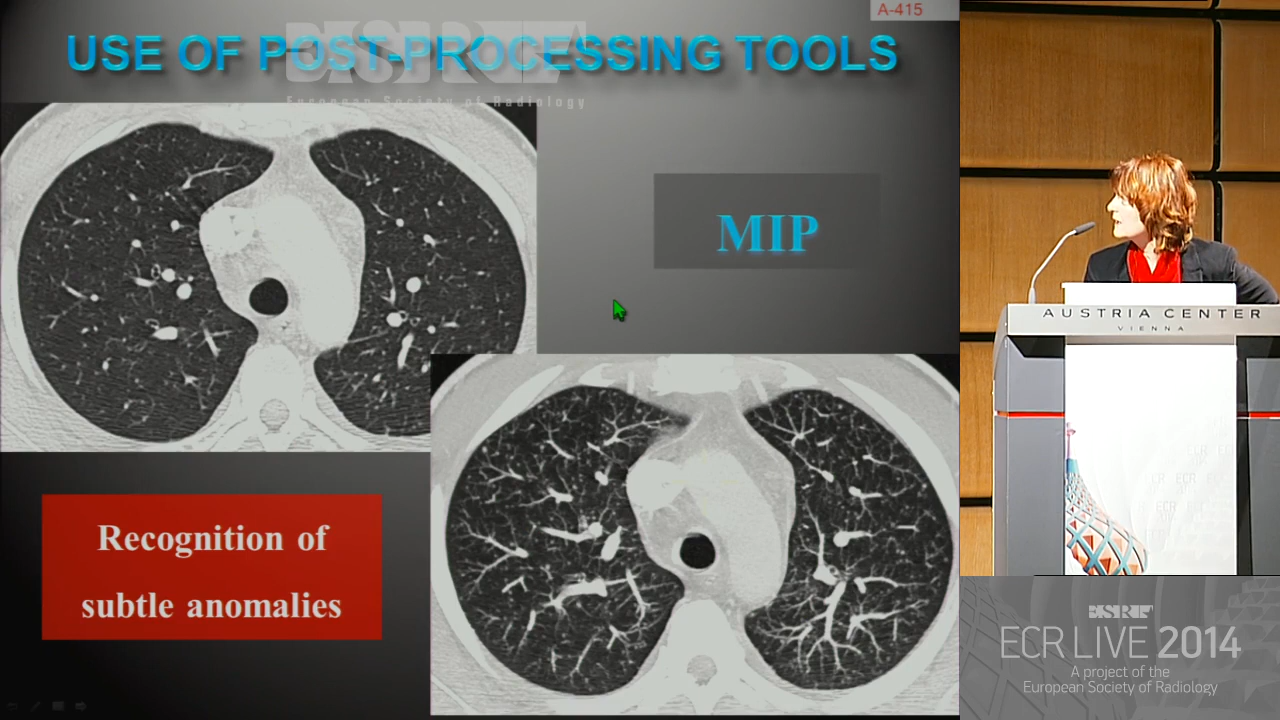 A-415
USE OF POST-PROCESSING TOOLS
European Society of Radiology
MIP
Recognition of
subtle anomalies
AUSTRIA CENTER
VIENNA
ECR LIVE 2014
A project of the
European Society of Radiology